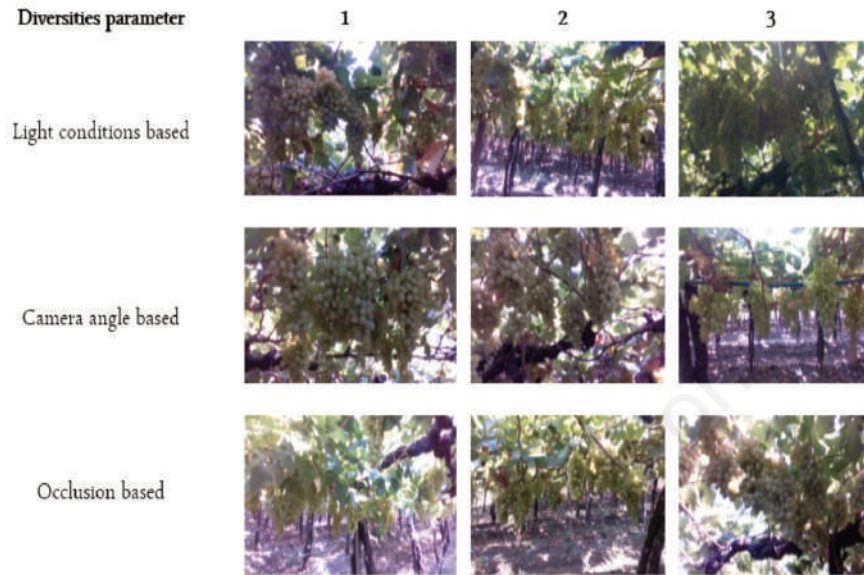 Diversities parameter 1 2 3
Light conditions based
Camera angle based
Occlusion based